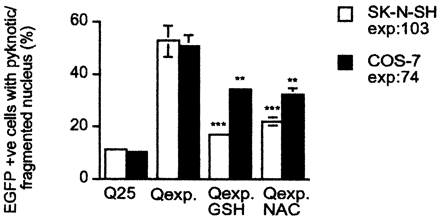 EGFP +ve cells with pyknotic/
fragmented nucleus (%)
60
40
20
0
***
**
***
**
Q25
Qexp.
Qexp.
GSH
Qexp.
NAC
SK-N-SH
exp:103
COS-7
exp:74